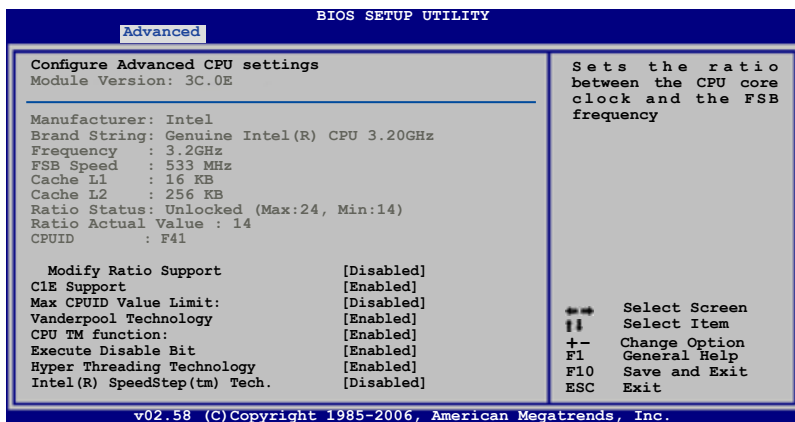 BIOS SETUP UTILITY
Advanced
Configure Advanced CPU settings
Module Version: 3C.0E
Manufacturer: Intel
Brand String: Genuine Intel(R) CPU 3.20GHz
Frequency : 3.2GHz
FSB Speed : 533 MHz
Cache L1 : 16 KB
Cache L2 : 256 KB
Ratio Status: Unlocked (Max:24, Min:14)
Ratio Actual Value : 14
CPUID : F41
Modify Ratio Support [Disabled]
C1E Support [Enabled]
Max CPUID Value Limit: [Disabled]
Vanderpool Technology [Enabled]
CPU TM function: [Enabled]
Execute Disable Bit [Enabled]
Hyper Threading Technology [Enabled]
Intel(R) SpeedStep(tm) Tech. [Disabled]
Sets the ratio
between the CPU core
clock and the FSB
frequency
Select Screen
Select Item
+- Change Option
F1 General Help
F10 Save and Exit
ESC Exit
v02.58 (C)Copyright 1985-2006, American Megatrends, Inc.